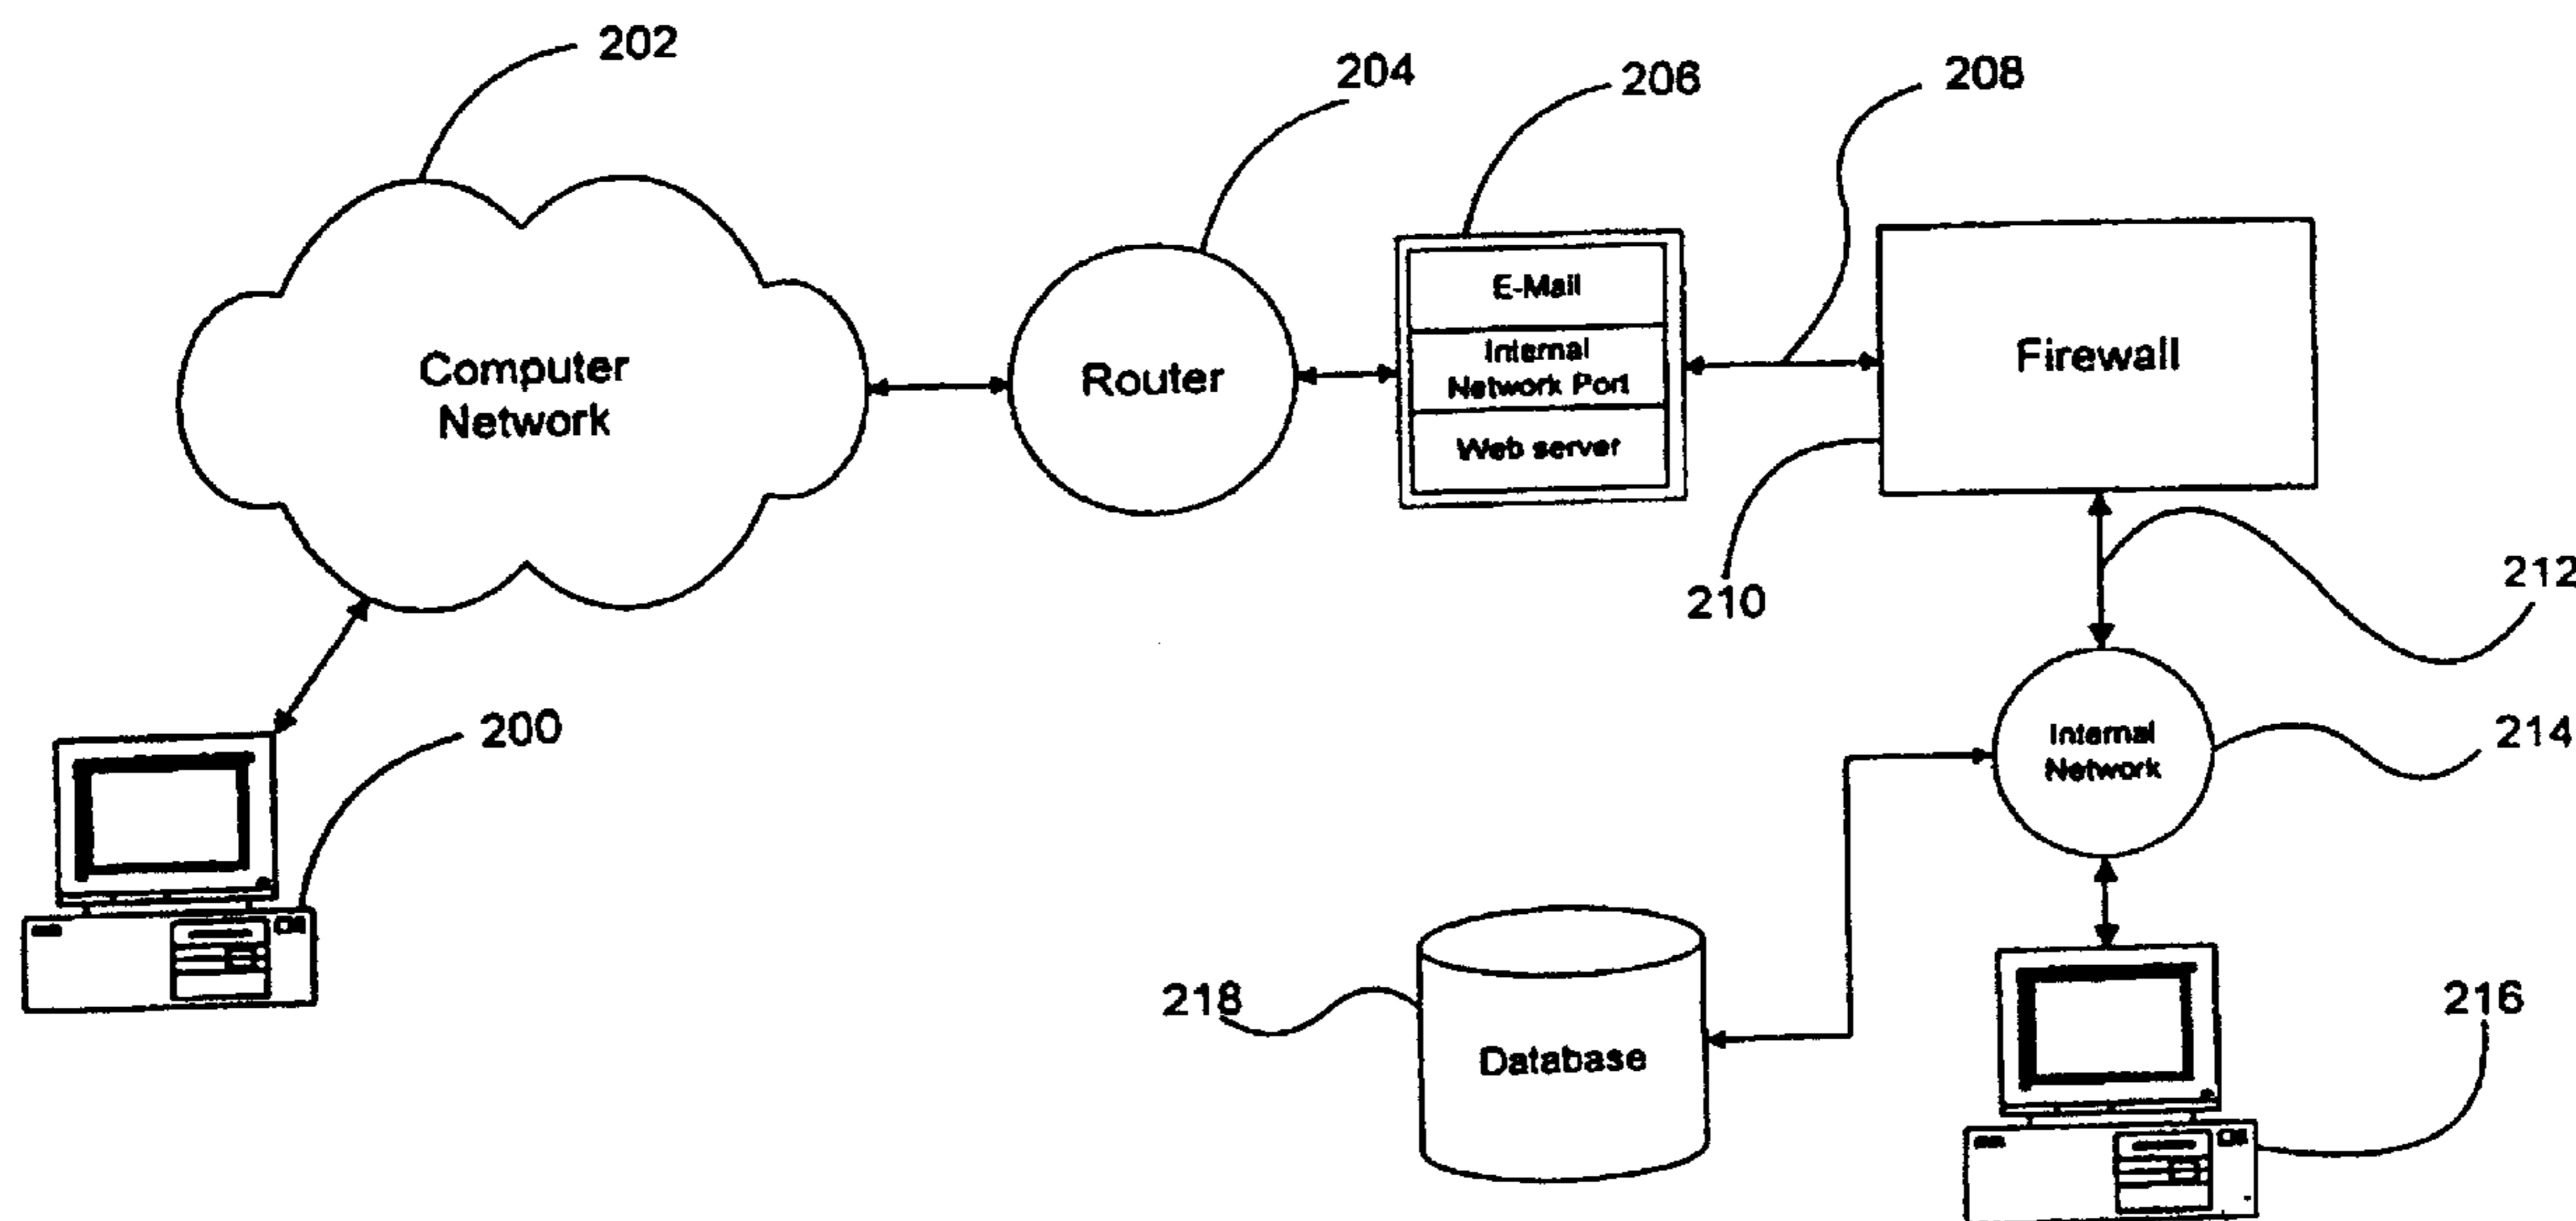 202
204
206
208
E-Mail
Internal
Network Port
Web server
Computer
Network
Router
Firewall
210
212
200
Internal
Network
214
218
Database
216